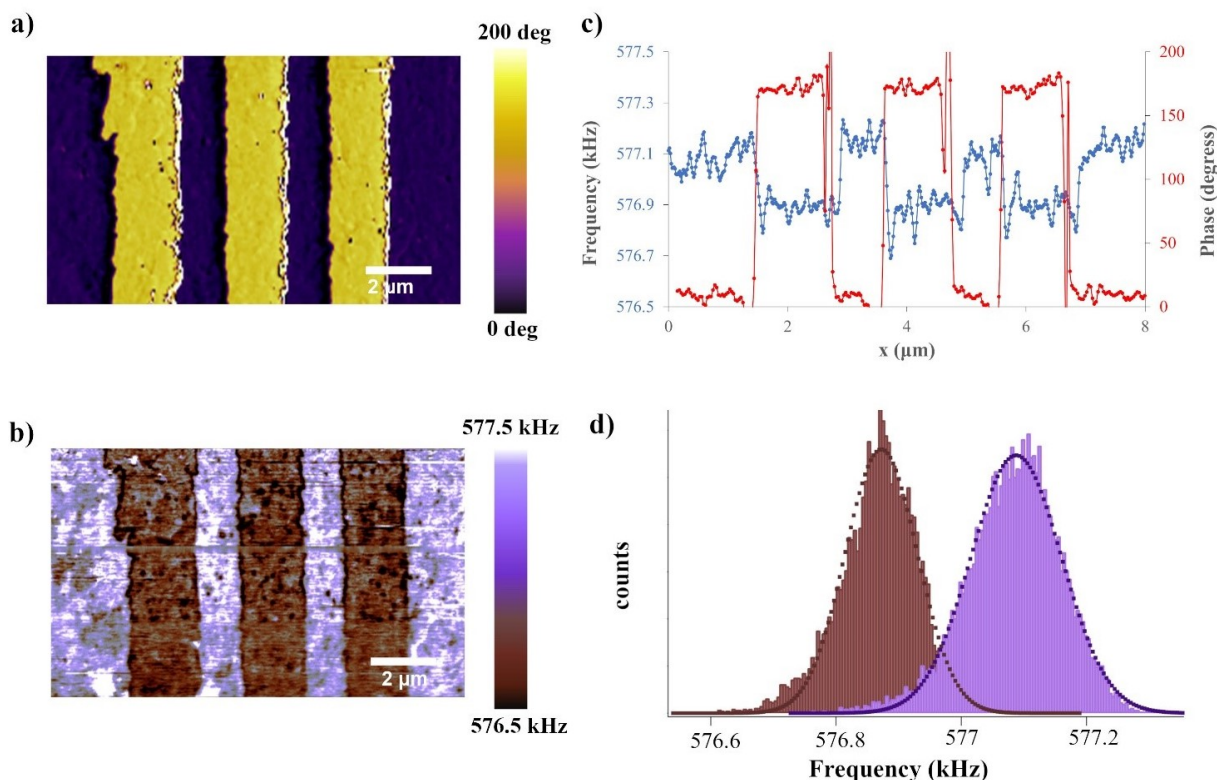 a)
200 deg
2 µm
0 deg
b)
577.5 kHz
2 µm
576.5 kHz
c)
577.5
577.3
577.1
576.9
576.7
576.5
Frequency (kHz)
200
150
100
50
0
Phase (degress)
0
2
4
6
8
x (µm)
d)
counts
576.6
576.8
577
577.2
Frequency (kHz)